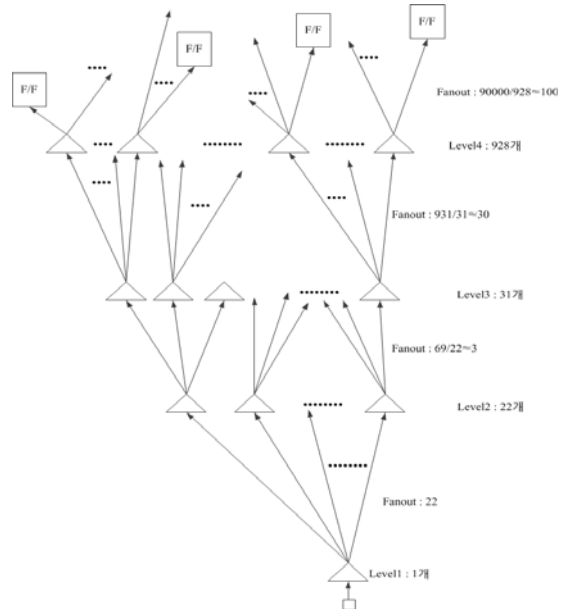 F/F
F/F
F/F
F/F
Fanout : 90000/928≈100
Level4 : 928개
Fanout : 931/31≈30
Level3 : 31개
Fanout : 69/22≈3
Level2 : 22개
Fanout : 22
Level1 : 1개